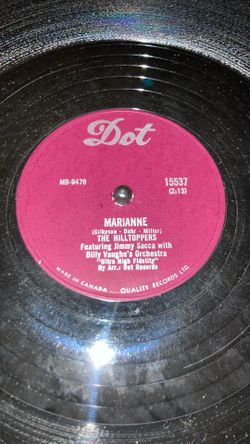 Dot
MB-9470 15537
(2:13)
MARIANNE
(Gilkyson - Dehr - Miller)
THE HILLTOPPERS
Featuring Jimmy Sacca with
Billy Vaughn's Orchestra
"Ultra High Fidelity"
By Arr.: Dot Records
MADE IN CANADA QUALITY RECORDS LTD.